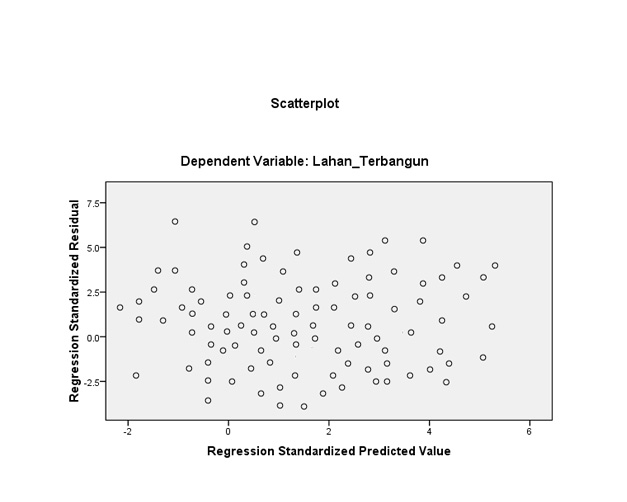 Scatterplot
Dependent Variable: Lahan_Terbangun
Regression Standardized Residual
7.5
5.0
2.5
0.0
-2.5
-2
0
2
4
6
Regression Standardized Predicted Value